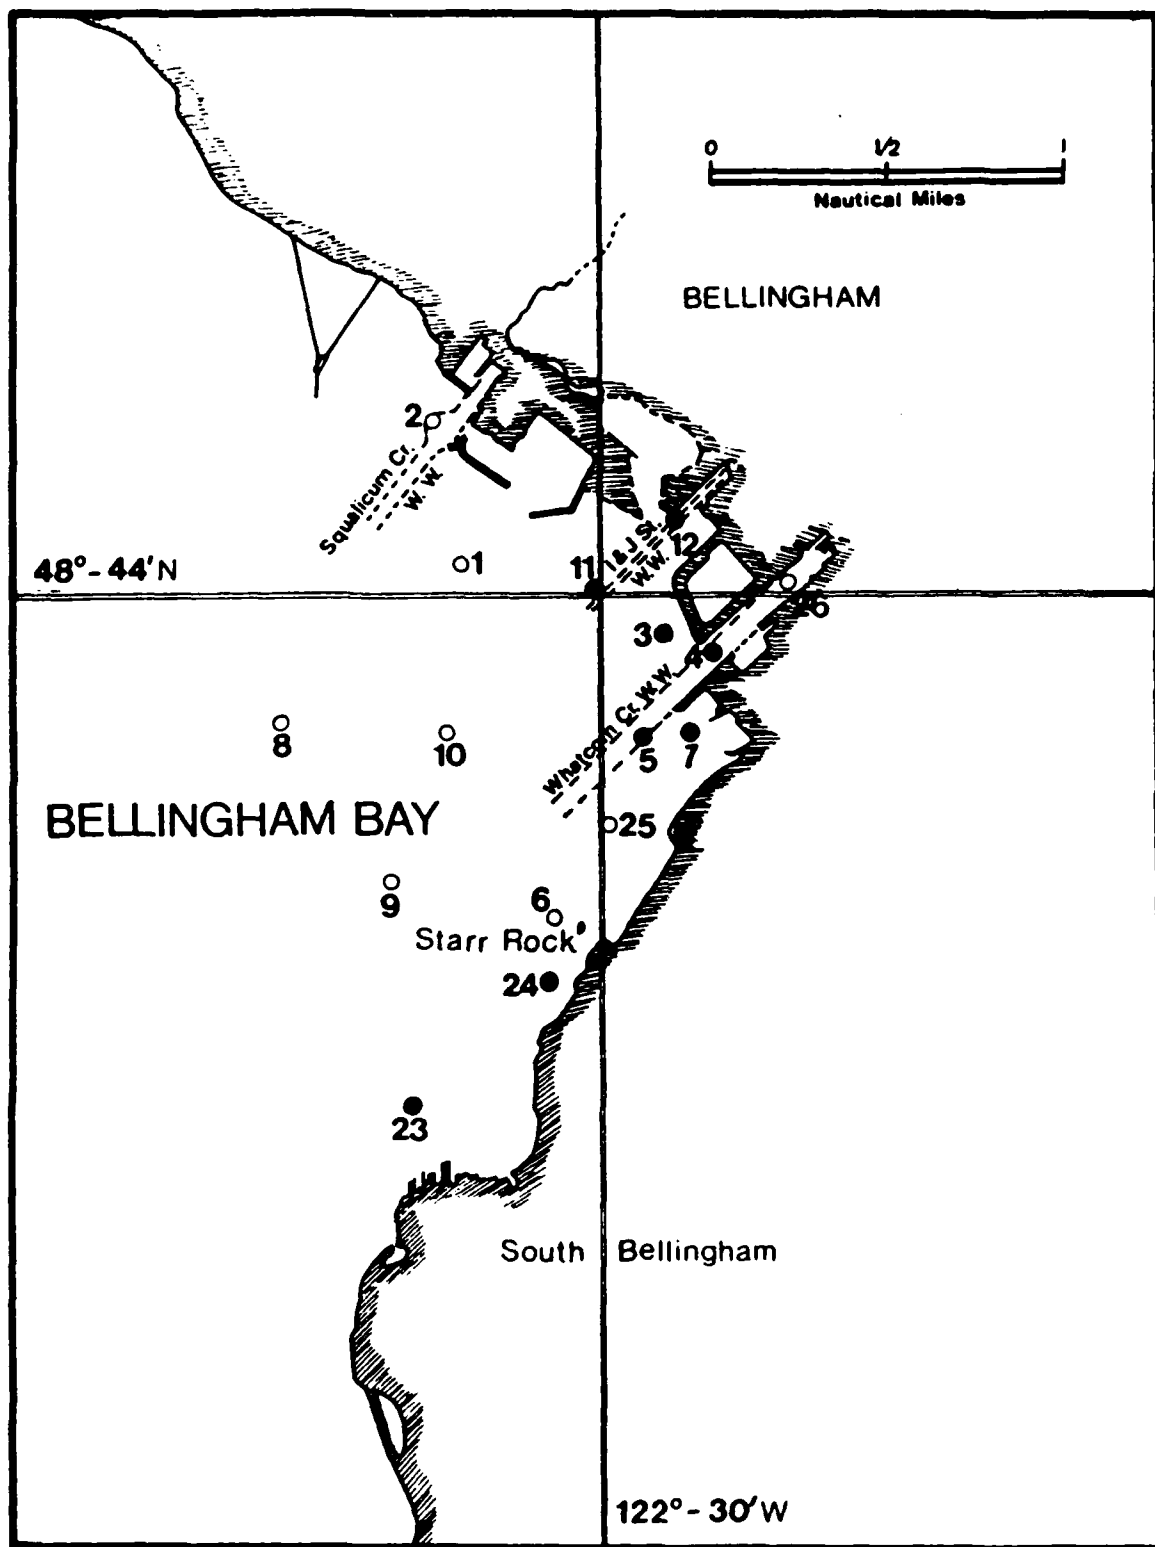 0 1/2 1
Nautical Miles
BELLINGHAM
2
Squalicum Cr.
W. W.
48°- 44'N
1
11
I & J St.
W.W.
12
26
3
4
Whatcom Cr. W.W.
8
10
5
7
BELLINGHAM BAY
25
9
6
Starr Rock
24
23
South Bellingham
122°- 30'W